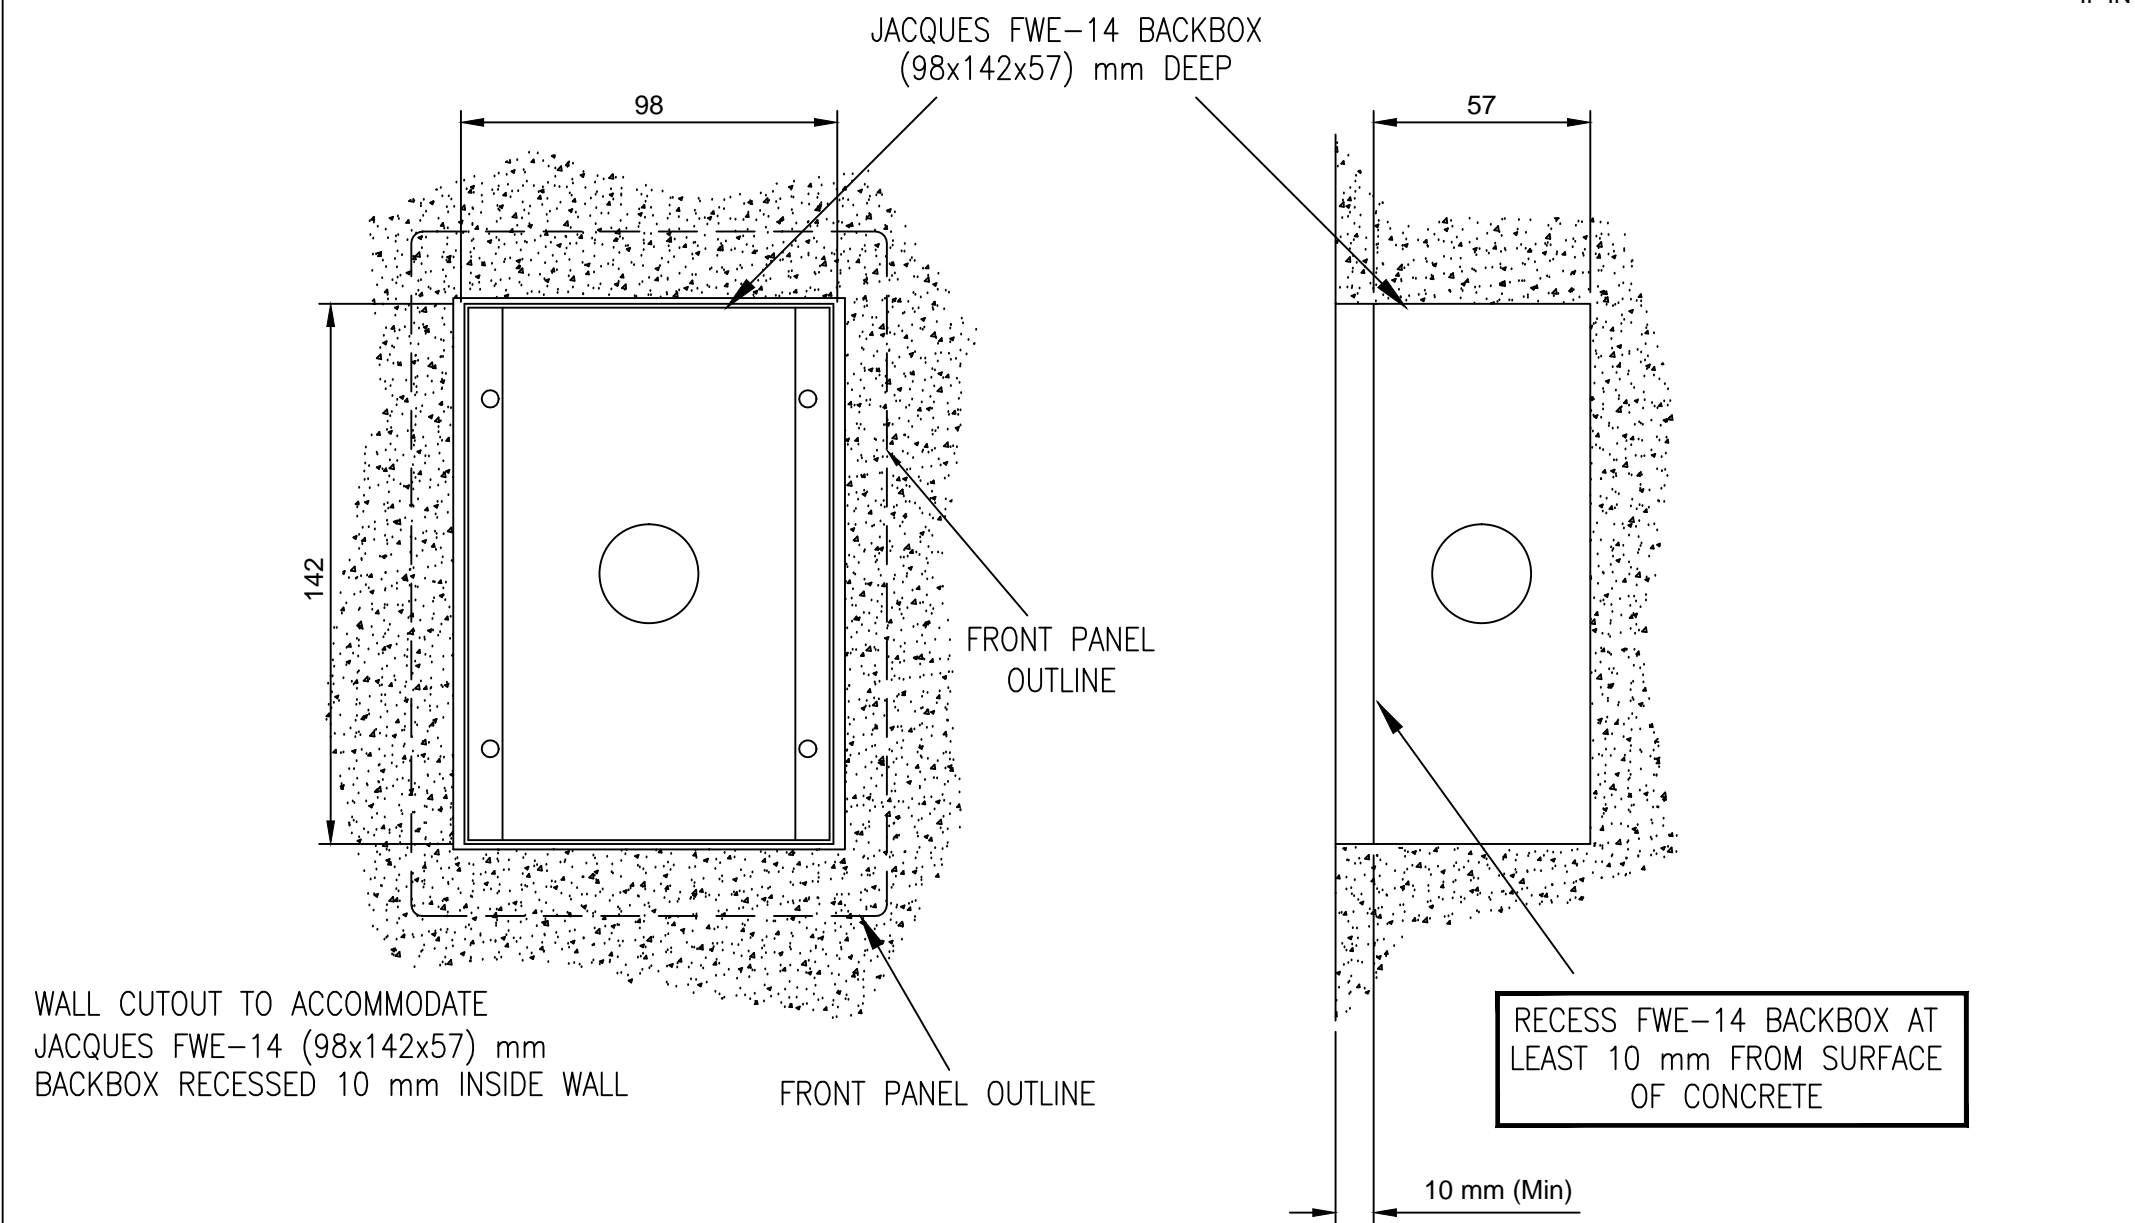 JACQUES FWE-14 BACKBOX
(98x142x57) mm DEEP
98
57
142
FRONT PANEL
OUTLINE
WALL CUTOUT TO ACCOMMODATE
JACQUES FWE-14 (98x142x57) mm
BACKBOX RECESSED 10 mm INSIDE WALL
FRONT PANEL OUTLINE
RECESS FWE-14 BACKBOX AT
LEAST 10 mm FROM SURFACE
OF CONCRETE
10 mm (Min)